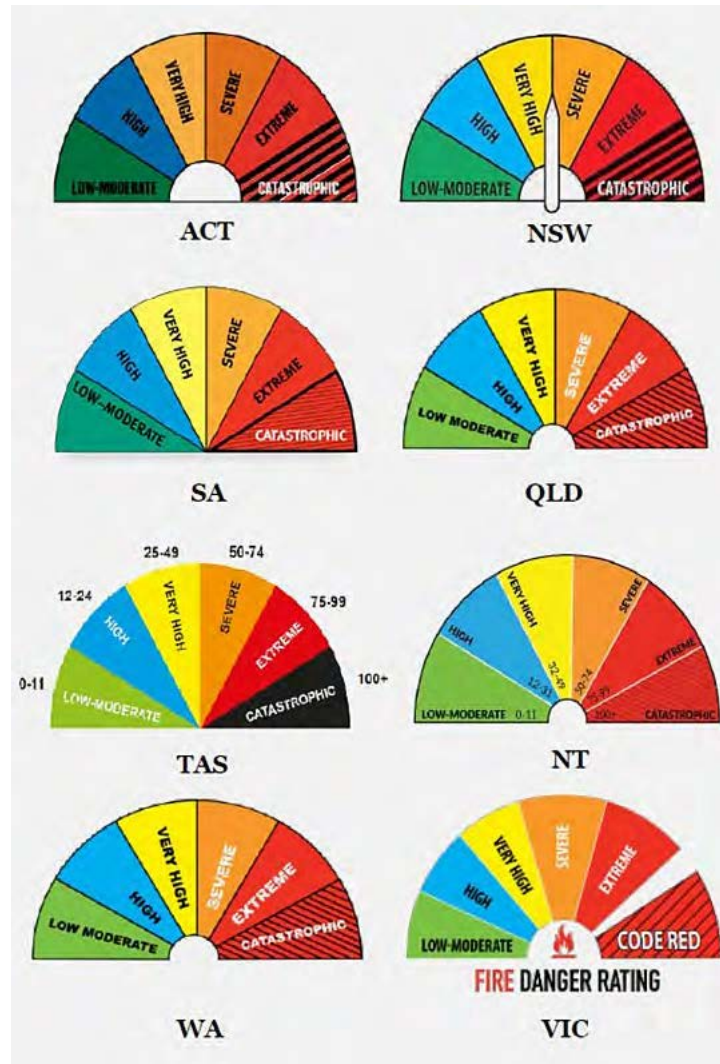 LOW-MODERATE
HIGH
VERY HIGH
SEVERE
EXTREME
CATASTROPHIC
ACT
LOW-MODERATE
HIGH
VERY HIGH
SEVERE
EXTREME
CATASTROPHIC
NSW
LOW-MODERATE
HIGH
VERY HIGH
SEVERE
EXTREME
CATASTROPHIC
SA
LOW MODERATE
HIGH
VERY HIGH
SEVERE
EXTREME
CATASTROPHIC
QLD
0-11
12-24
25-49
50-74
75-99
100+
LOW-MODERATE
HIGH
VERY HIGH
SEVERE
EXTREME
CATASTROPHIC
TAS
LOW-MODERATE 0-11
HIGH 12-31
VERY HIGH 32-49
SEVERE 50-74
EXTREME 75-99
CATASTROPHIC 100+
NT
LOW MODERATE
HIGH
VERY HIGH
SEVERE
EXTREME
CATASTROPHIC
WA
LOW-MODERATE
HIGH
VERY HIGH
SEVERE
EXTREME
CODE RED
FIRE DANGER RATING
VIC